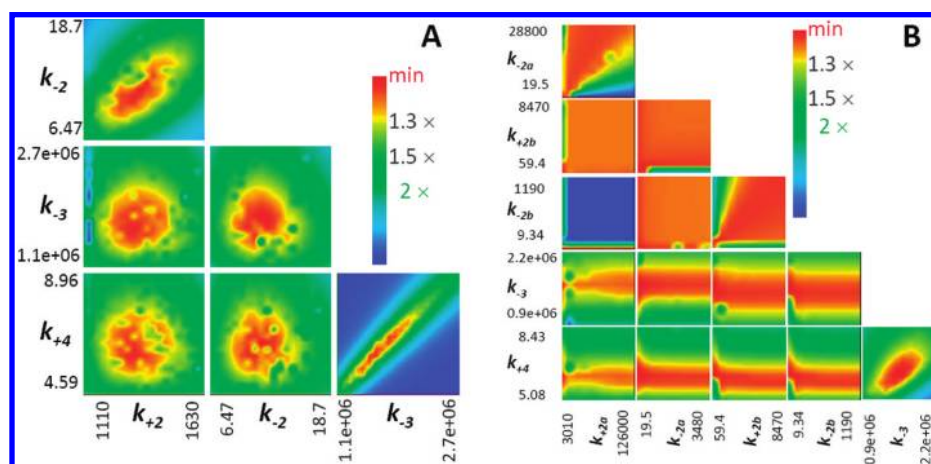 18.7
A
k-2
6.47
min
1.3 ×
1.5 ×
2 ×
2.7e+06
k-3
1.1e+06
8.96
k+4
4.59
1110
k+2
1630
6.47
k-2
18.7
1.1e+06
k-3
2.7e+06
28800
B
k-2a
19.5
min
1.3 ×
1.5 ×
2 ×
8470
k+2b
59.4
1190
k-2b
9.34
2.2e+06
k-3
0.9e+06
8.43
k+4
5.08
3010
k+2a
126000
19.5
k-2a
3480
59.4
k+2b
8470
9.34
k-2b
1190
0.9e+06
k-3
2.2e+06